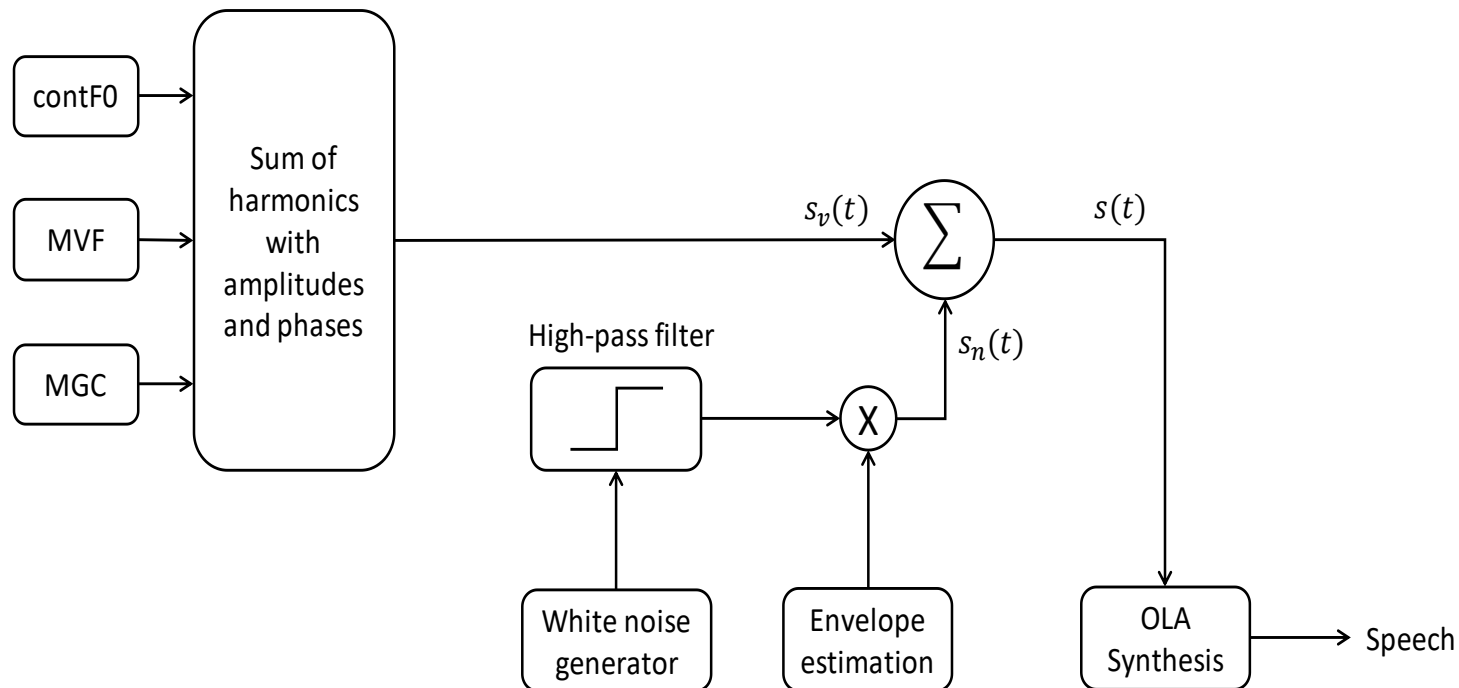 contF0
MVF
MGC
Sum of
harmonics
with
amplitudes
and phases
s_v(t)
∑
s(t)
High-pass filter
s_n(t)
X
White noise
generator
Envelope
estimation
OLA
Synthesis
Speech